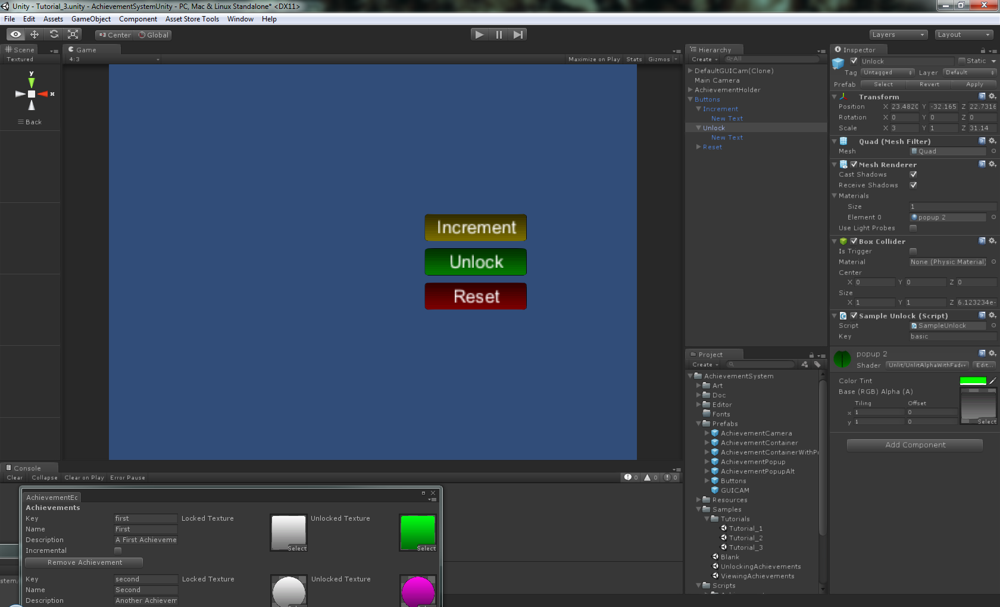 Unity - Tutorial_3.unity - AchievementSystemUnity - PC, Mac & Linux Standalone* <DX11>
File Edit Assets GameObject Component Asset Store Tools Window Help
Center Global
Layers Layout
Scene
Textured
y
x
Back
Game
4:3
Maximize on Play Stats Gizmos
Increment
Unlock
Reset
Hierarchy
Create All
DefaultGUICam(Clone)
Main Camera
AchievementHolder
Buttons
Increment
New Text
Unlock
New Text
Reset
Project
Create
AchievementSystem
Art
Doc
Editor
Fonts
Prefabs
AchievementCamera
AchievementContainer
AchievementContainerWithPr
AchievementPopup
AchievementPopupAlt
Buttons
GUICAM
Resources
Samples
Tutorials
Tutorial_1
Tutorial_2
Tutorial_3
Blank
UnlockingAchievements
ViewingAchievements
Scripts
Inspector
Unlock Static
Tag Untagged Layer Default
Prefab Select Revert Apply
Transform
Position X 23.482C Y -32.165 Z 22.7316
Rotation X 0 Y 0 Z 0
Scale X 3 Y 1 Z 31.14
Quad (Mesh Filter)
Mesh Quad
Mesh Renderer
Cast Shadows
Receive Shadows
Materials
Size 1
Element 0 popup 2
Use Light Probes
Box Collider
Is Trigger
Material None (Physic Material)
Center
X 0 Y 0 Z 0
Size
X 1 Y 1 Z 6.123234e-
Sample Unlock (Script)
Script SampleUnlock
Key basic
popup 2
Shader Unlit/UnlitAlphaWithFade Edit...
Color Tint
Base (RGB) Alpha (A)
Tiling Offset
x 1 0
y 1 0
Select
Add Component
Console
Clear Collapse Clear on Play Error Pause
0 0 0
AchievementEc
Achievements
Key first Locked Texture Select Unlocked Texture Select
Name First
Description A First Achieveme
Incremental
Remove Achievement
Key second Locked Texture Unlocked Texture
Name Second
Description Another Achievem
stem/